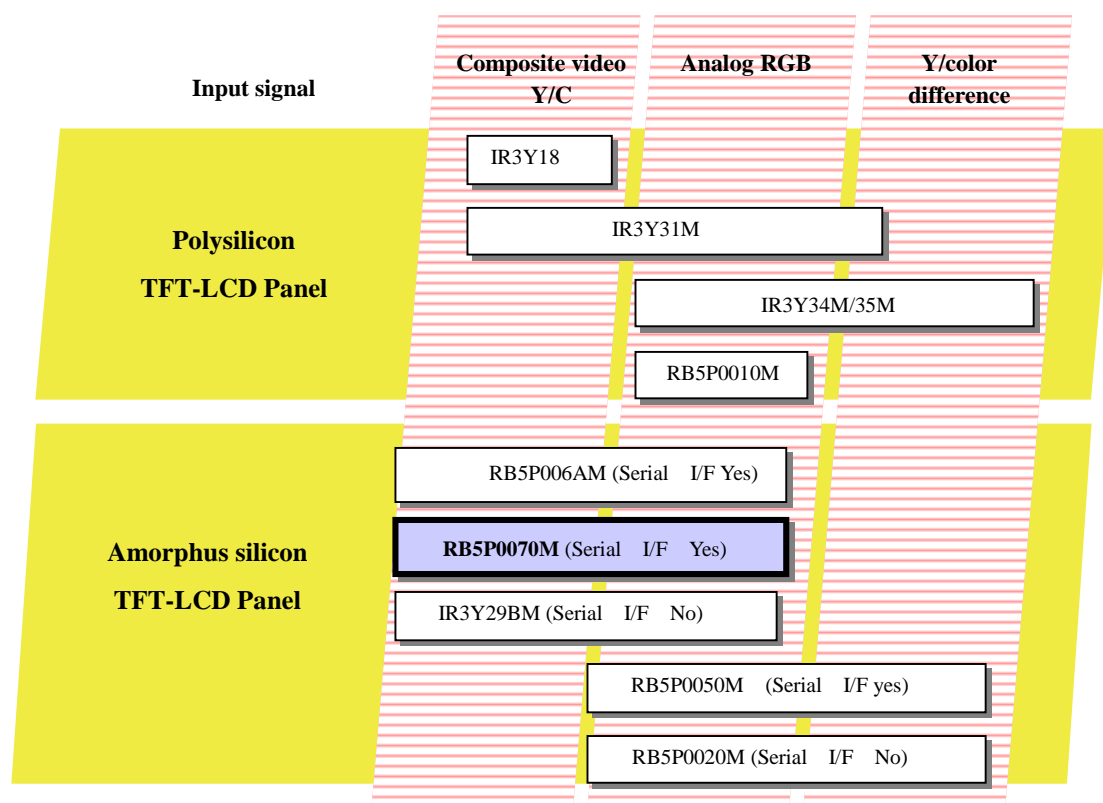 Input signal
Composite video
Y/C
Analog RGB
Y/color
difference
Polysilicon
TFT-LCD Panel
IR3Y18
IR3Y31M
IR3Y34M/35M
RB5P0010M
Amorphus silicon
TFT-LCD Panel
RB5P006AM (Serial I/F Yes)
RB5P0070M (Serial I/F Yes)
IR3Y29BM (Serial I/F No)
RB5P0050M (Serial I/F yes)
RB5P0020M (Serial I/F No)